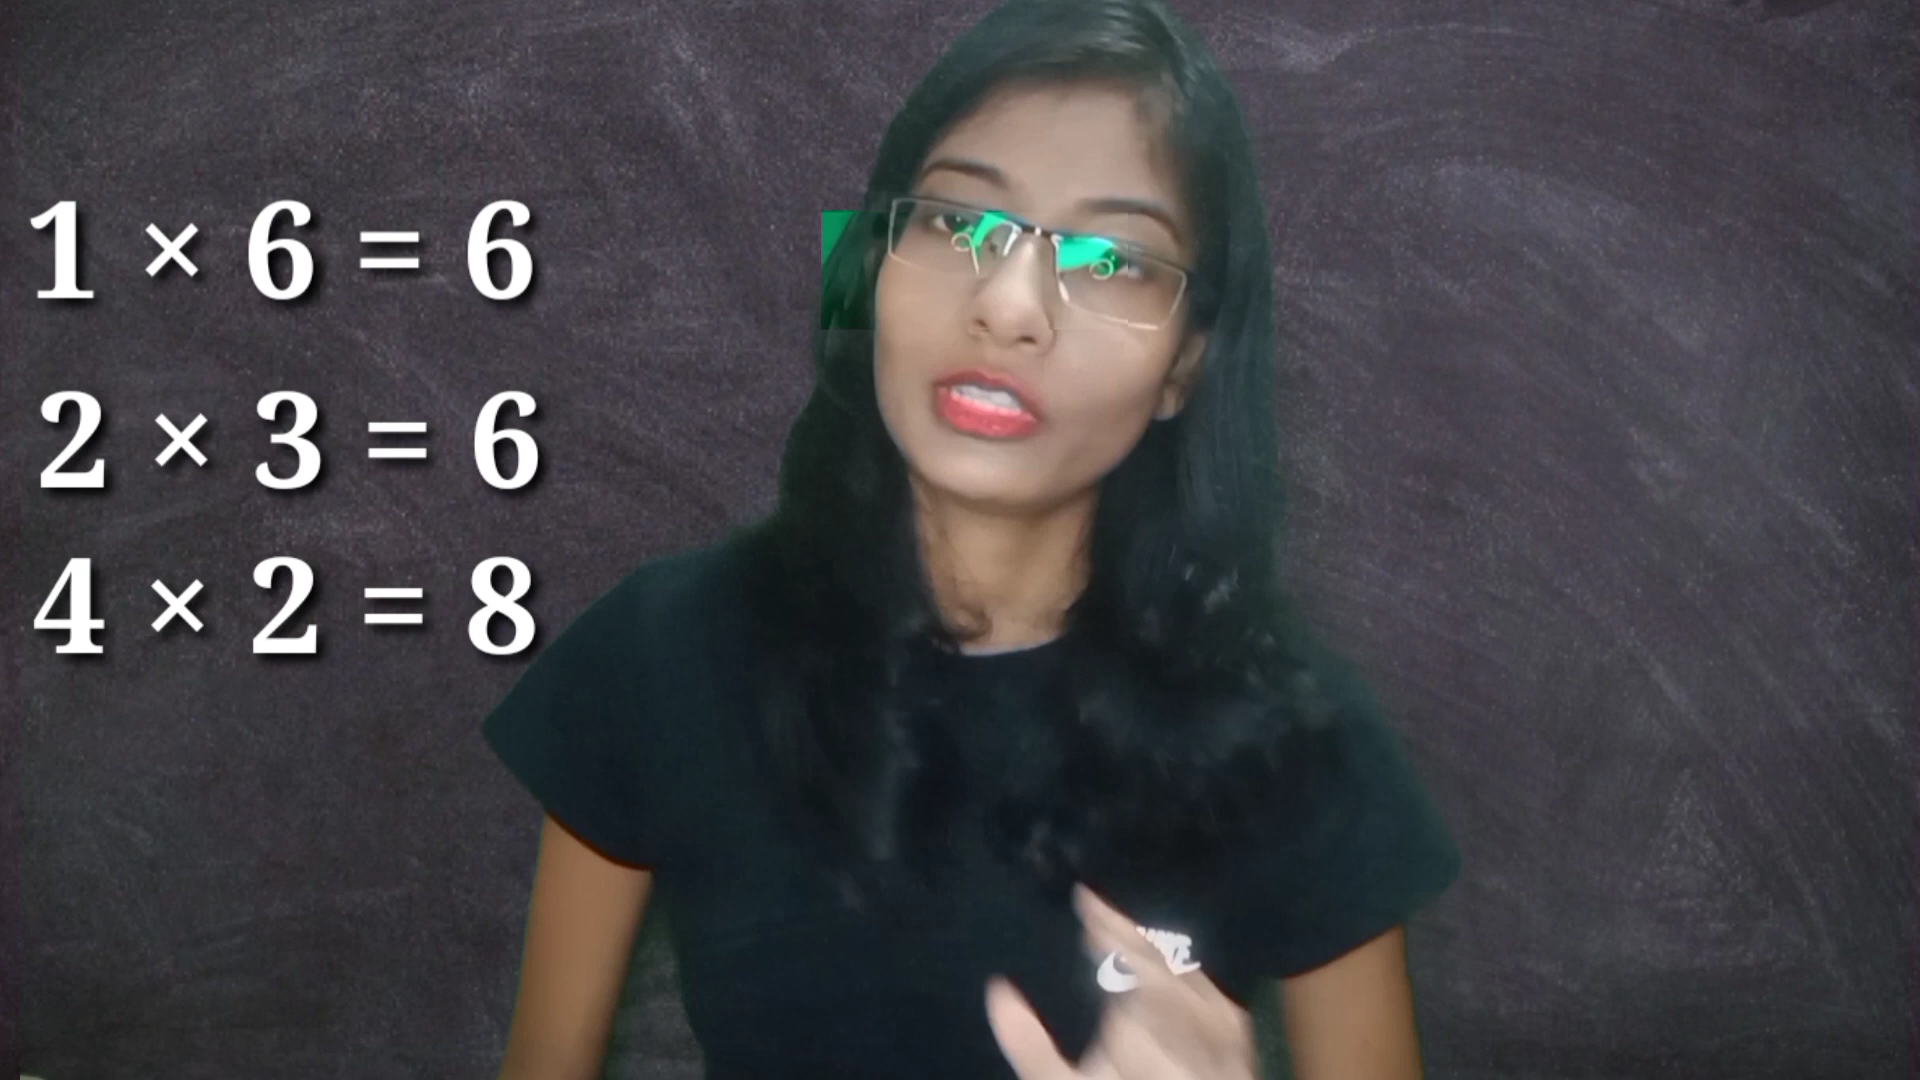 1 × 6 = 6
2 × 3 = 6
4 × 2 = 8